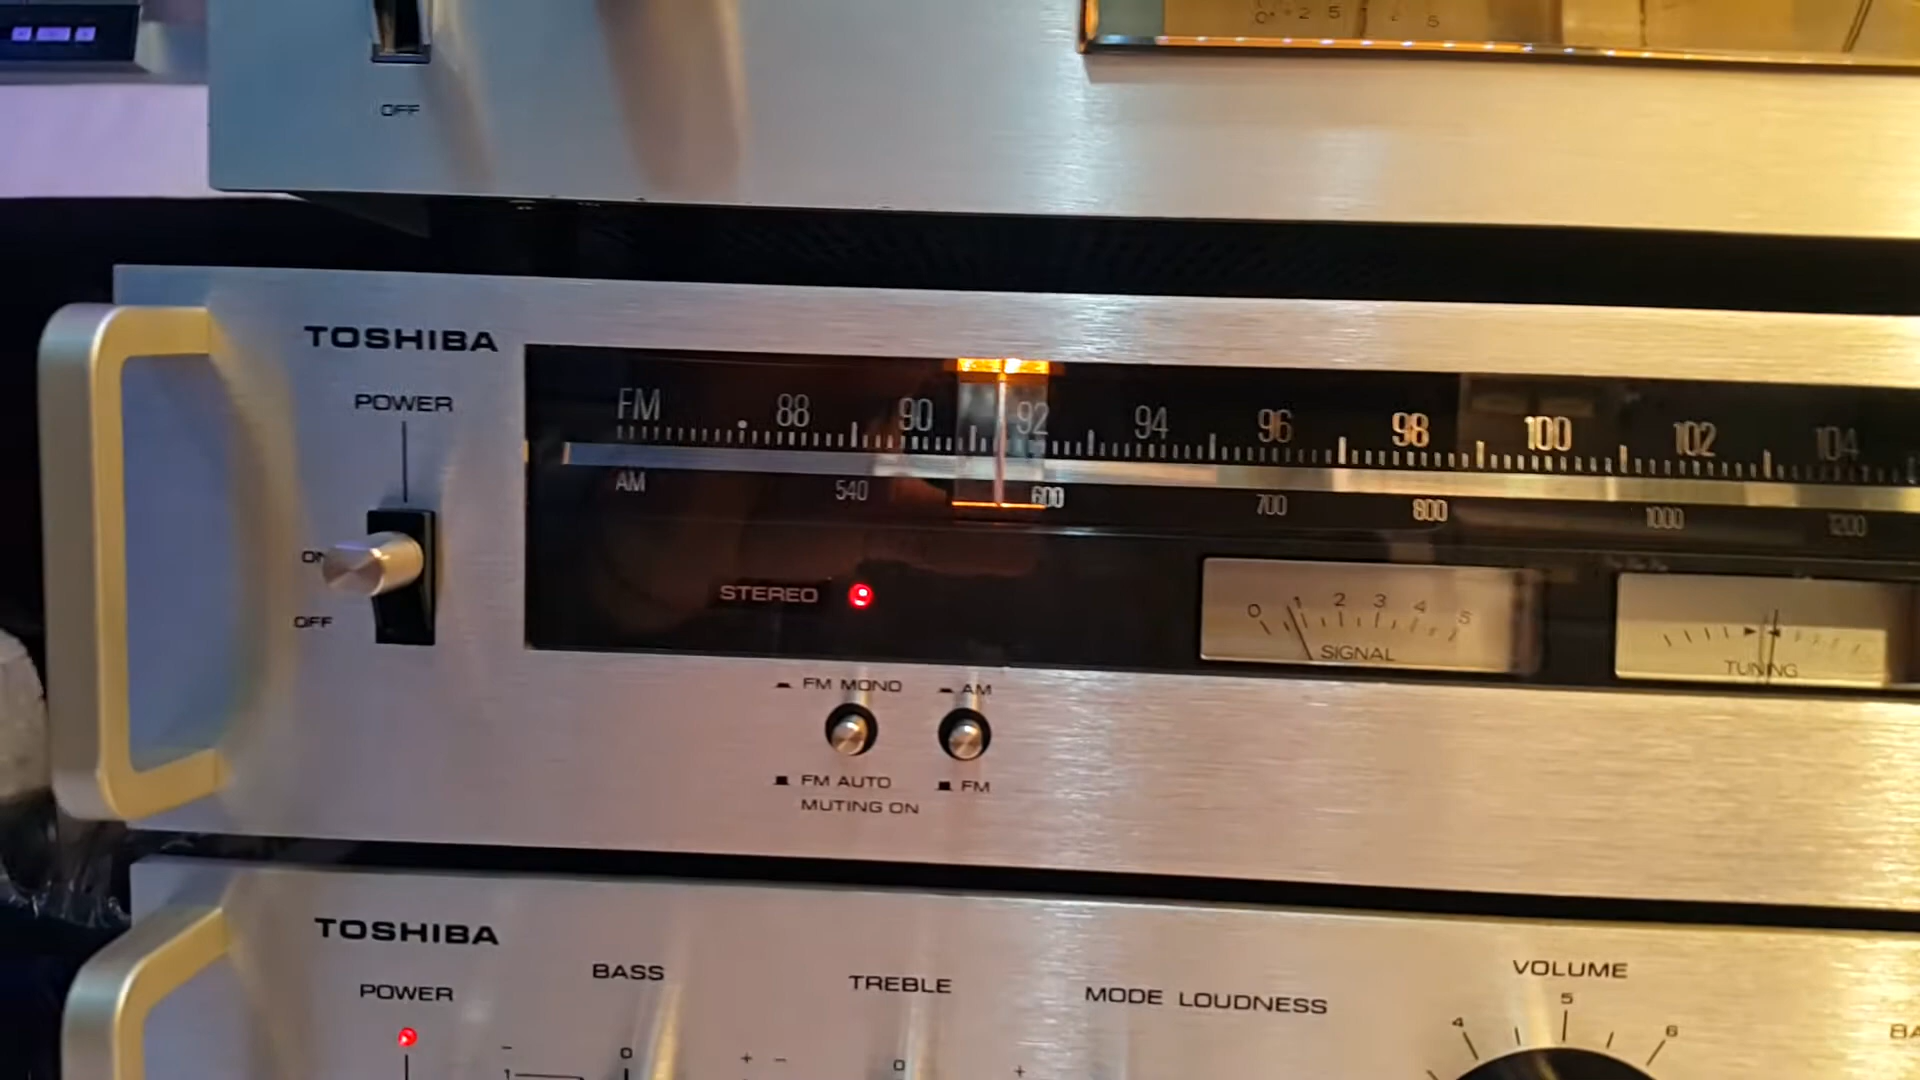 OFF
TOSHIBA
POWER
ON
OFF
FM 88 90 92 94 96 98 100 102 104
AM 540 600 700 800 1000 1200
STEREO
0 1 2 3 4 5
SIGNAL
TUNING
FM MONO AM
FM AUTO FM
MUTING ON
TOSHIBA
POWER
BASS
TREBLE
MODE LOUDNESS
VOLUME
4 5 6
- 0 + - 0 +